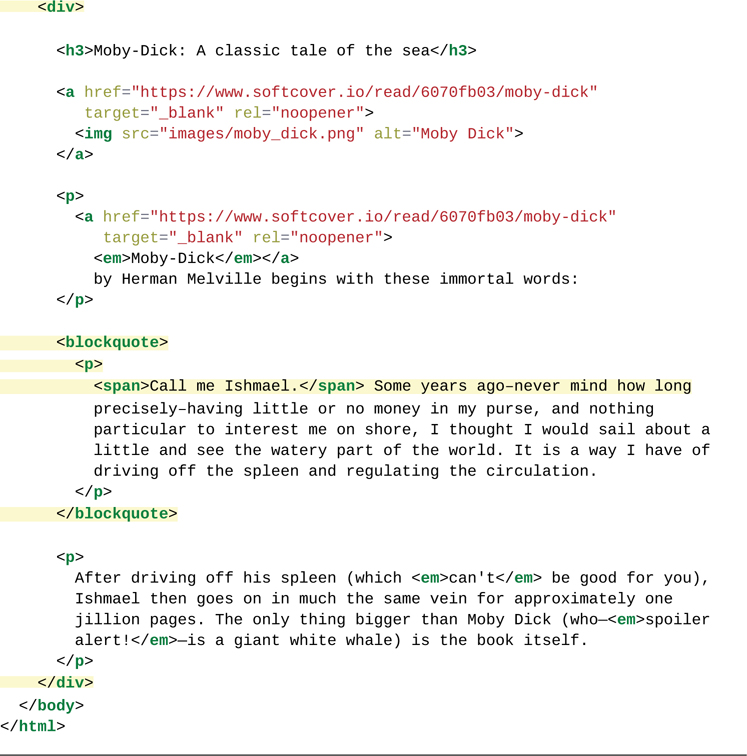 <div>
<h3>Moby-Dick: A classic tale of the sea</h3>
<a href="https://www.softcover.io/read/6070fb03/moby-dick"
target="_blank" rel="noopener">
<img src="images/moby_dick.png" alt="Moby Dick">
</a>
<p>
<a href="https://www.softcover.io/read/6070fb03/moby-dick"
target="_blank" rel="noopener">
<em>Moby-Dick</em></a>
by Herman Melville begins with these immortal words:
</p>
<blockquote>
<p>
<span>Call me Ishmael.</span> Some years ago–never mind how long
precisely–having little or no money in my purse, and nothing
particular to interest me on shore, I thought I would sail about a
little and see the watery part of the world. It is a way I have of
driving off the spleen and regulating the circulation.
</p>
</blockquote>
<p>
After driving off his spleen (which <em>can't</em> be good for you),
Ishmael then goes on in much the same vein for approximately one
jillion pages. The only thing bigger than Moby Dick (who—<em>spoiler
alert!</em>—is a giant white whale) is the book itself.
</p>
</div>
</body>
</html>